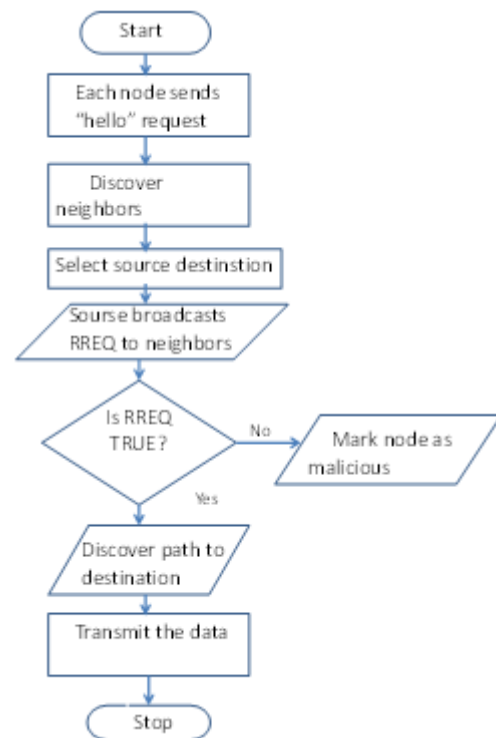 Start
Each node sends
"hello" request
Discover
neighbors
Select source destinstion
Sourse broadcasts
RREQ to neighbors
Is RREQ
TRUE?
No
Mark node as
malicious
Yes
Discover path to
destination
Transmit the data
Stop